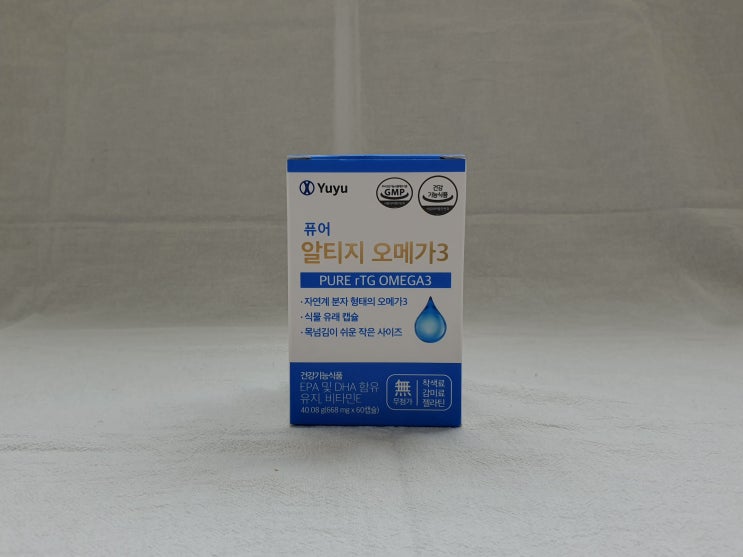 Yuyu
GMP
건강
기능식품
퓨어
알티지 오메가3
PURE rTG OMEGA3
· 자연계 분자 형태의 오메가3
· 식물 유래 캡슐
· 목넘김이 쉬운 작은 사이즈
건강기능식품
EPA 및 DHA 함유
유지, 비타민E
40.08 g(668 mg x 60캡슐)
無
무첨가
착색료
감미료
젤라틴